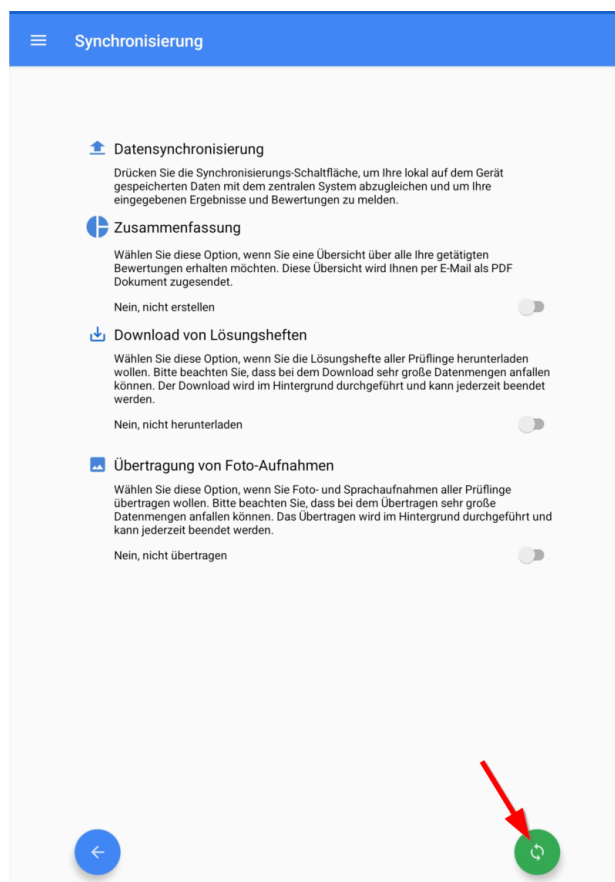 Synchronisierung
Datensynchronisierung
Drücken Sie die Synchronisierungs-Schaltfläche, um Ihre lokal auf dem Gerät
gespeicherten Daten mit dem zentralen System abzugleichen und um Ihre
eingegebenen Ergebnisse und Bewertungen zu melden.
Zusammenfassung
Wählen Sie diese Option, wenn Sie eine Übersicht über alle Ihre getätigten
Bewertungen erhalten möchten. Diese Übersicht wird Ihnen per E-Mail als PDF
Dokument zugesendet.
Nein, nicht erstellen
Download von Lösungsheften
Wählen Sie diese Option, wenn Sie die Lösungshefte aller Prüflinge herunterladen
wollen. Bitte beachten Sie, dass bei dem Download sehr große Datenmengen anfallen
können. Der Download wird im Hintergrund durchgeführt und kann jederzeit beendet
werden.
Nein, nicht herunterladen
Übertragung von Foto-Aufnahmen
Wählen Sie diese Option, wenn Sie Foto- und Sprachaufnahmen aller Prüflinge
übertragen wollen. Bitte beachten Sie, dass bei dem Übertragen sehr große
Datenmengen anfallen können. Das Übertragen wird im Hintergrund durchgeführt und
kann jederzeit beendet werden.
Nein, nicht übertragen